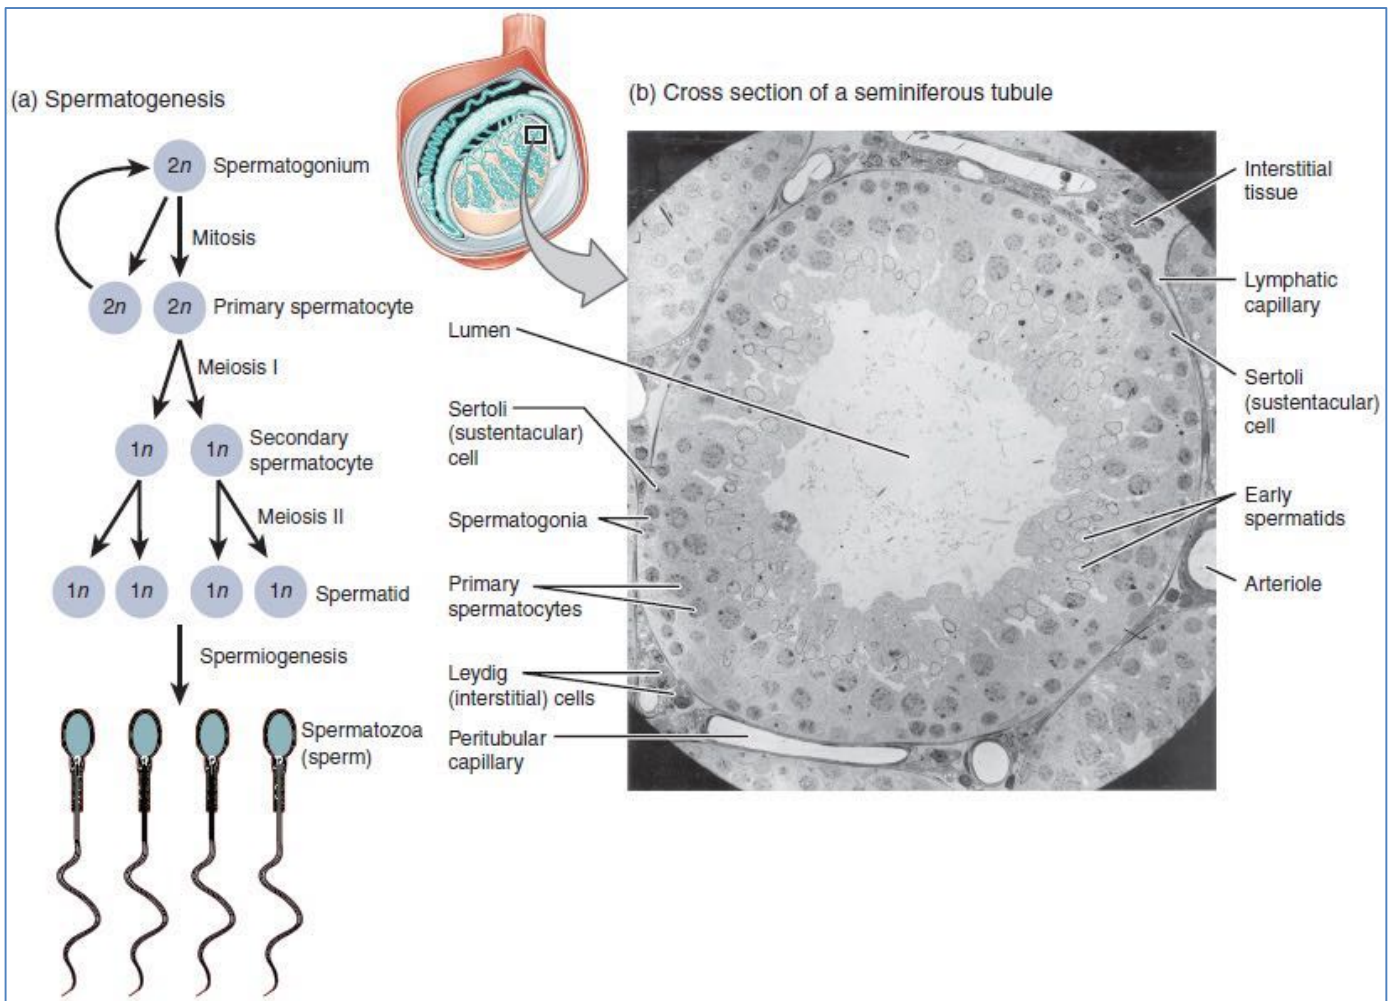 (a) Spermatogenesis
2n
Spermatogonium
Mitosis
2n
2n
Primary spermatocyte
Meiosis I
1n
1n
Secondary
spermatocyte
Meiosis II
1n
1n
1n
1n
Spermatid
Spermiogenesis
Spermatozoa
(sperm)
(b) Cross section of a seminiferous tubule
Lumen
Sertoli
(sustentacular)
cell
Spermatogonia
Primary
spermatocytes
Leydig
(interstitial) cells
Peritubular
capillary
Interstitial
tissue
Lymphatic
capillary
Sertoli
(sustentacular)
cell
Early
spermatids
Arteriole